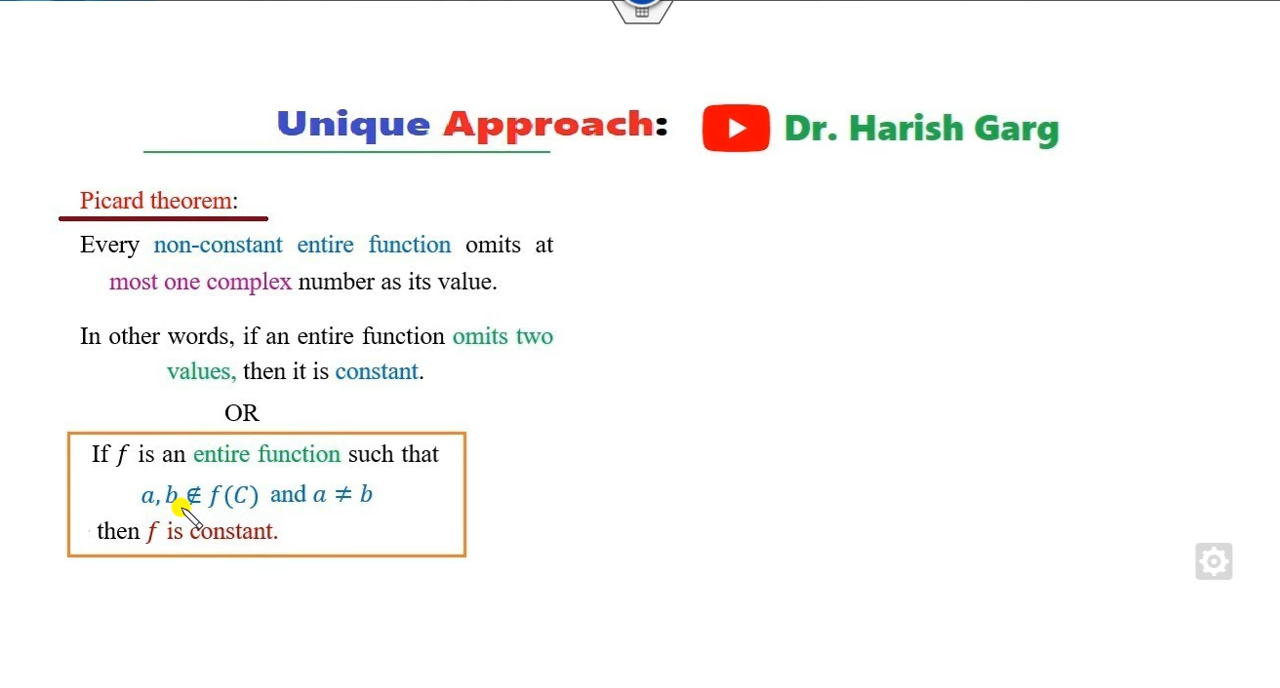 Unique Approach: Dr. Harish Garg
Picard theorem:
Every non-constant entire function omits at
most one complex number as its value.
In other words, if an entire function omits two
values, then it is constant.
OR
If f is an entire function such that
a, b ∉ f(C) and a ≠ b
then f is constant.